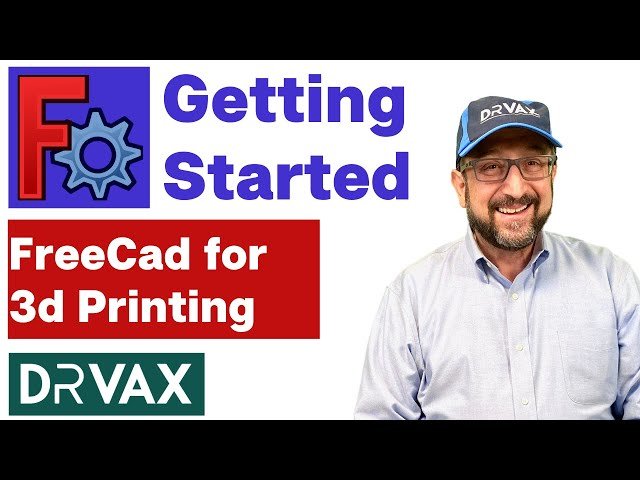 Getting
Started
FreeCad for
3d Printing
DRVAX
DRVAX